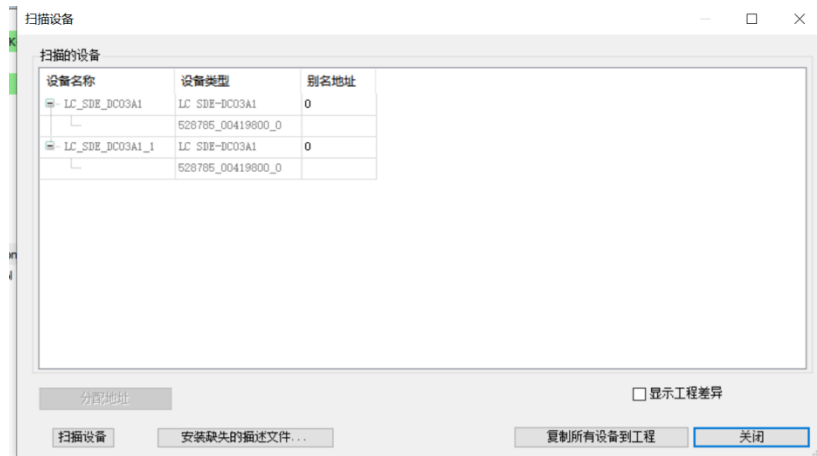 扫描设备
K
扫描的设备
设备名称 设备类型 别名地址
LC_SDE_DC03A1 LC SDE-DC03A1 0
528785_00419800_0
LC_SDE_DC03A1_1 LC SDE-DC03A1 0
528785_00419800_0
on
分配地址
显示工程差异
扫描设备 安装缺失的描述文件... 复制所有设备到工程 关闭